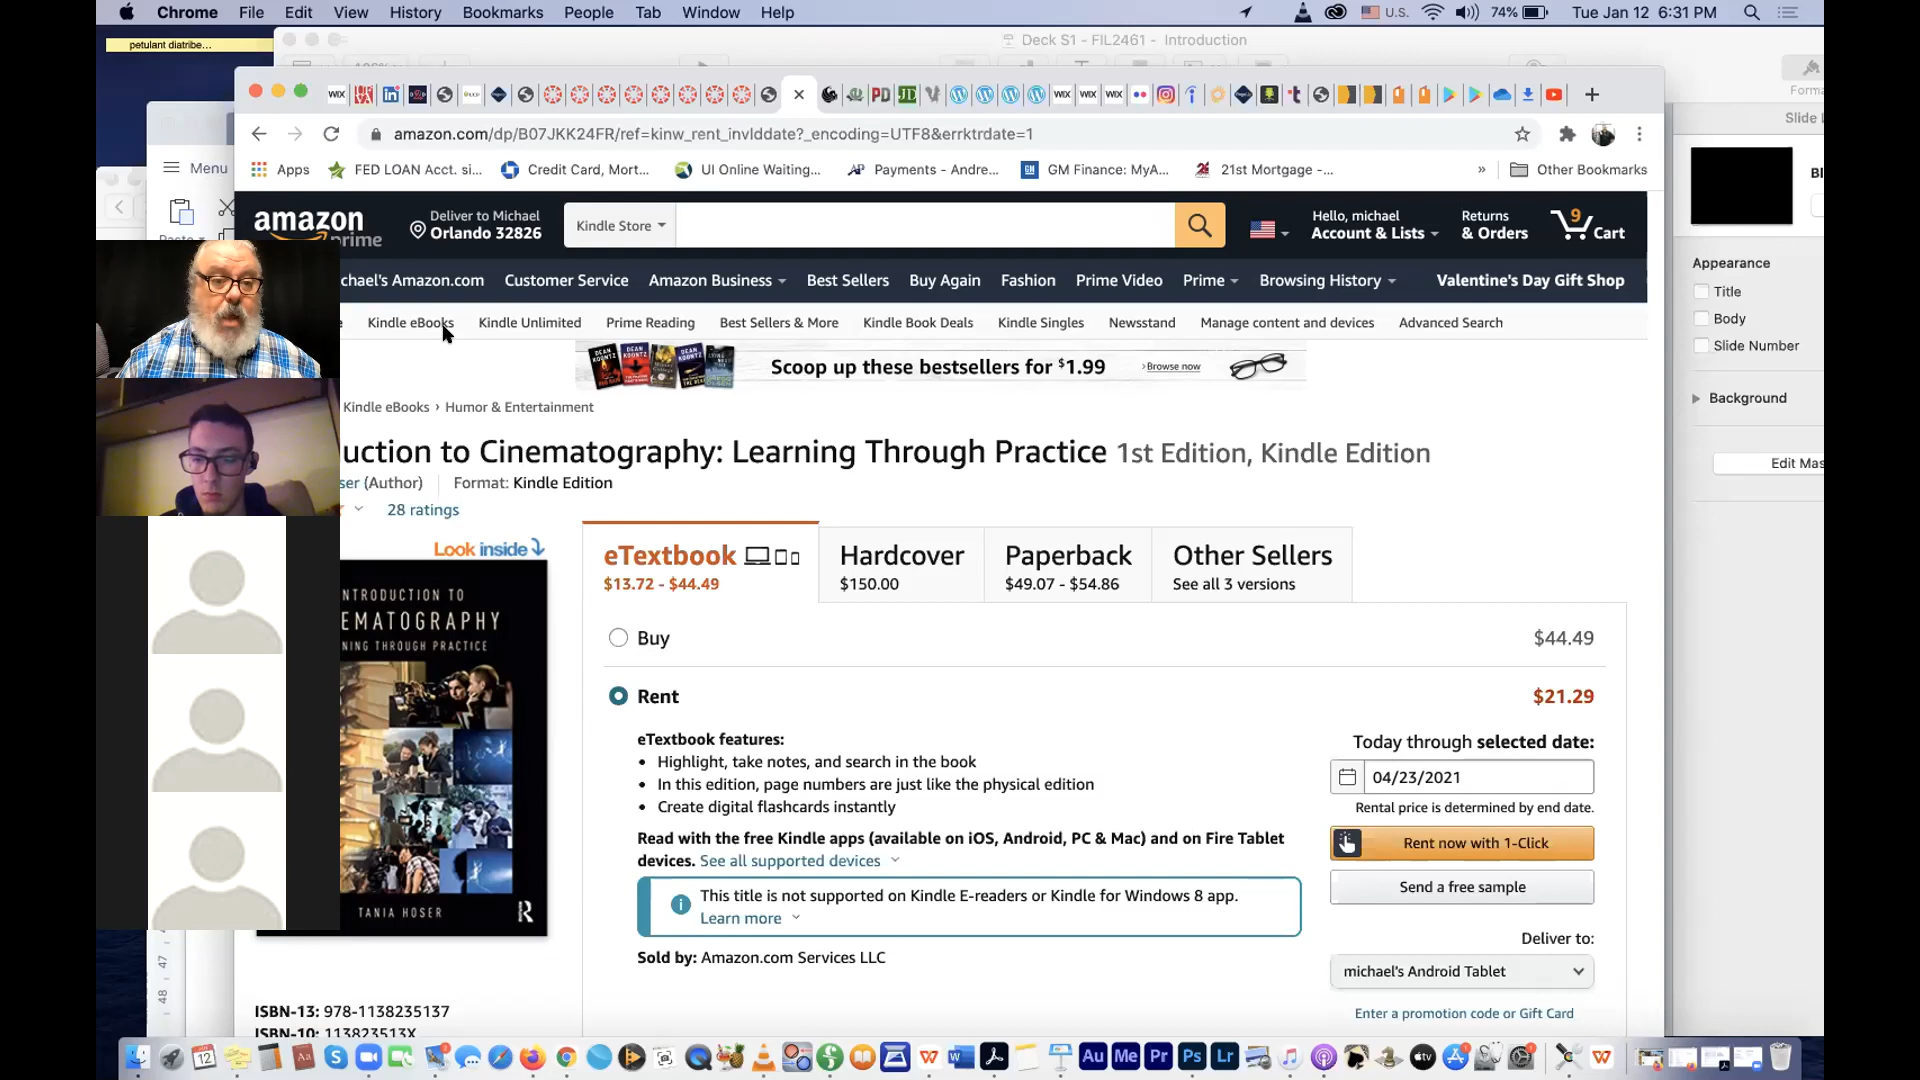 Chrome File Edit View History Bookmarks People Tab Window Help
U.S. 74% Tue Jan 12 6:31 PM
petulant diatribe...
Deck S1 - FIL2461 - Introduction
amazon.com/dp/B07JKK24FR/ref=kinw_rent_invlddate?_encoding=UTF8&errktrdate=1
Apps FED LOAN Acct. si... Credit Card, Mort... UI Online Waiting... Payments - Andre... GM Finance: MyA... 21st Mortgage -... » Other Bookmarks
Menu
amazon prime
Deliver to Michael
Orlando 32826
Kindle Store
Hello, michael
Account & Lists
Returns
& Orders
9
Cart
chael's Amazon.com Customer Service Amazon Business Best Sellers Buy Again Fashion Prime Video Prime Browsing History Valentine's Day Gift Shop
Kindle eBooks Kindle Unlimited Prime Reading Best Sellers & More Kindle Book Deals Kindle Singles Newsstand Manage content and devices Advanced Search
Scoop up these bestsellers for $1.99 ›Browse now
Kindle eBooks › Humor & Entertainment
uction to Cinematography: Learning Through Practice 1st Edition, Kindle Edition
ser (Author) Format: Kindle Edition
28 ratings
Look inside
NTRODUCTION TO
EMATOGRAPHY
NING THROUGH PRACTICE
TANIA HOSER
eTextbook
$13.72 - $44.49
Hardcover
$150.00
Paperback
$49.07 - $54.86
Other Sellers
See all 3 versions
Buy $44.49
Rent $21.29
eTextbook features:
• Highlight, take notes, and search in the book
• In this edition, page numbers are just like the physical edition
• Create digital flashcards instantly
Read with the free Kindle apps (available on iOS, Android, PC & Mac) and on Fire Tablet
devices. See all supported devices
This title is not supported on Kindle E-readers or Kindle for Windows 8 app.
Learn more
Sold by: Amazon.com Services LLC
Today through selected date:
04/23/2021
Rental price is determined by end date.
Rent now with 1-Click
Send a free sample
Deliver to:
michael's Android Tablet
Enter a promotion code or Gift Card
ISBN-13: 978-1138235137
ISBN-10: 113823513X
47
48
Appearance
Title
Body
Slide Number
Background
Edit Mas
Au Me Pr Ps Lr